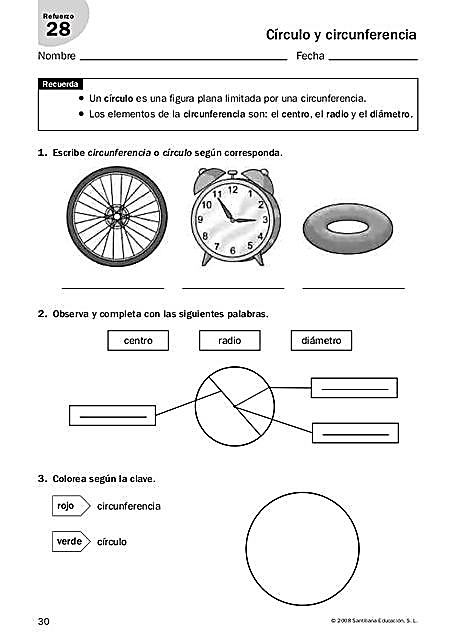 Refuerzo
28
Círculo y circunferencia
Nombre
Fecha
Recuerda
• Un círculo es una figura plana limitada por una circunferencia.
• Los elementos de la circunferencia son: el centro, el radio y el diámetro.
1. Escribe circunferencia o círculo según corresponda.
12
1
2
3
4
5
6
7
8
9
10
11
2. Observa y completa con las siguientes palabras.
centro radio diámetro
3. Colorea según la clave.
rojo circunferencia
verde círculo
30
© 2008 Santillana Educación, S. L.